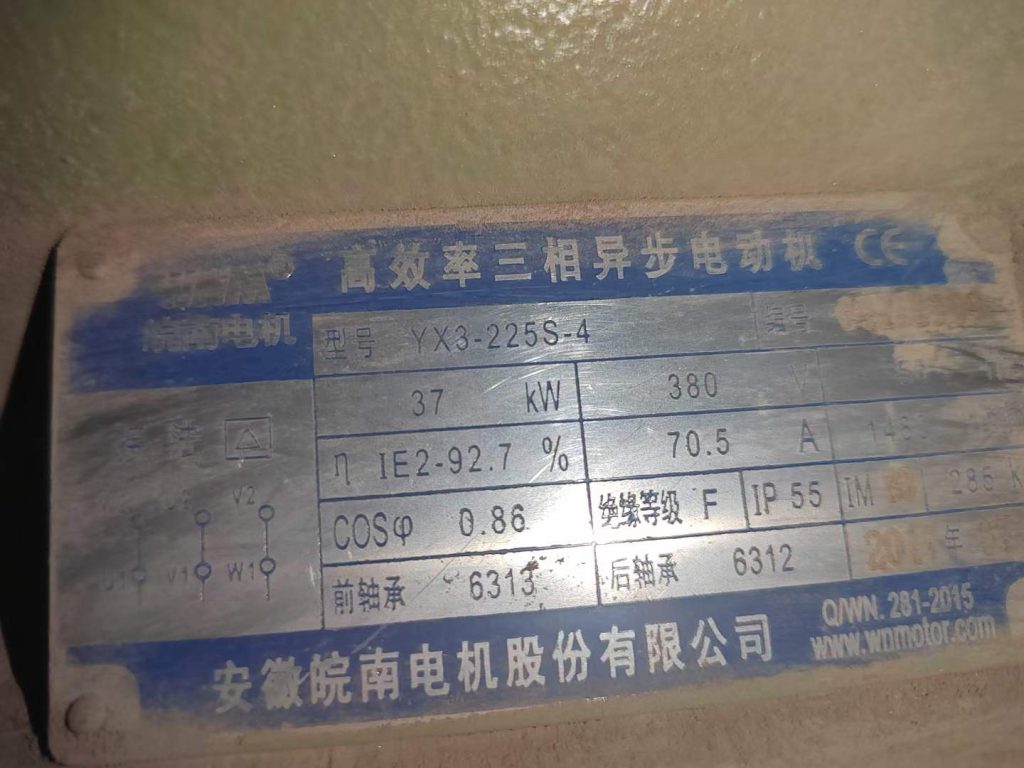 高效率三相异步电动机 CE
皖南电机
型号 YX3-225S-4
37 kW 380 V
η IE2-92.7 % 70.5 A
COSφ 0.86 绝缘等级 F IP 55 IM 286 K
前轴承 6313 后轴承 6312 年
V2
V1 W1
安徽皖南电机股份有限公司
Q/WN. 281-2015
www.wnmotor.com